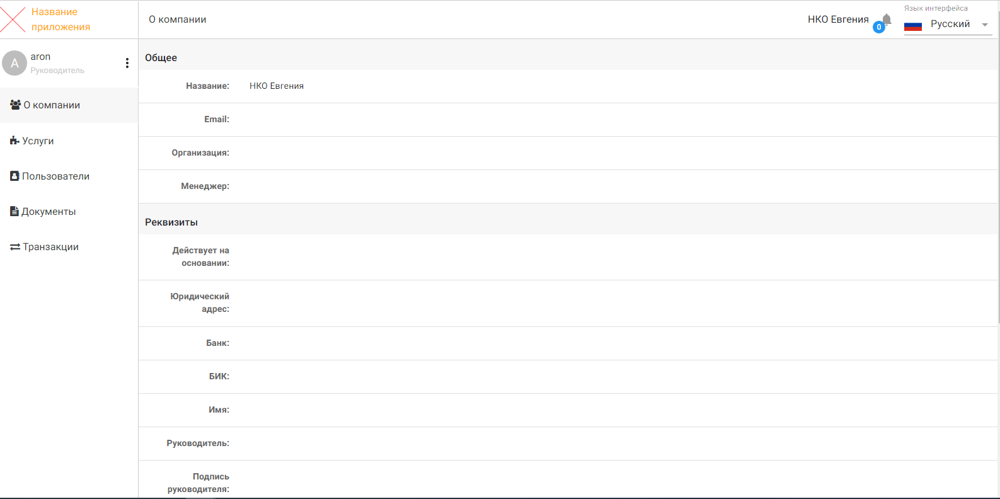 Название
приложения
О компании
НКО Евгения
0
Язык интерфейса
Русский
A
aron
Руководитель
О компании
Услуги
Пользователи
Документы
Транзакции
Общее
Название: НКО Евгения
Email:
Организация:
Менеджер:
Реквизиты
Действует на
основании:
Юридический
адрес:
Банк:
БИК:
Имя:
Руководитель:
Подпись
руководителя: